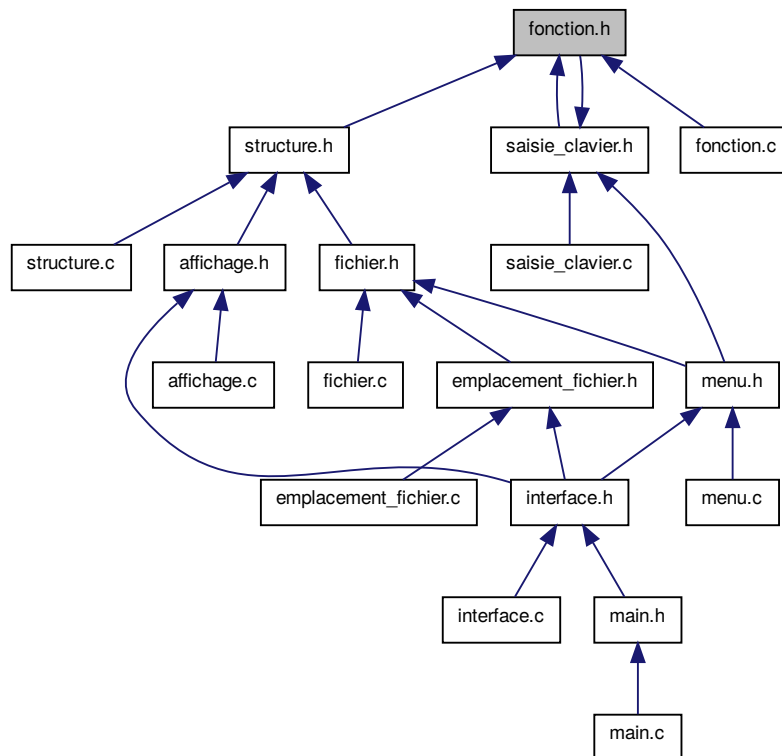 fonction.h
structure.h
saisie_clavier.h
fonction.c
structure.c
affichage.h
fichier.h
saisie_clavier.c
affichage.c
fichier.c
emplacement_fichier.h
menu.h
emplacement_fichier.c
interface.h
menu.c
interface.c
main.h
main.c